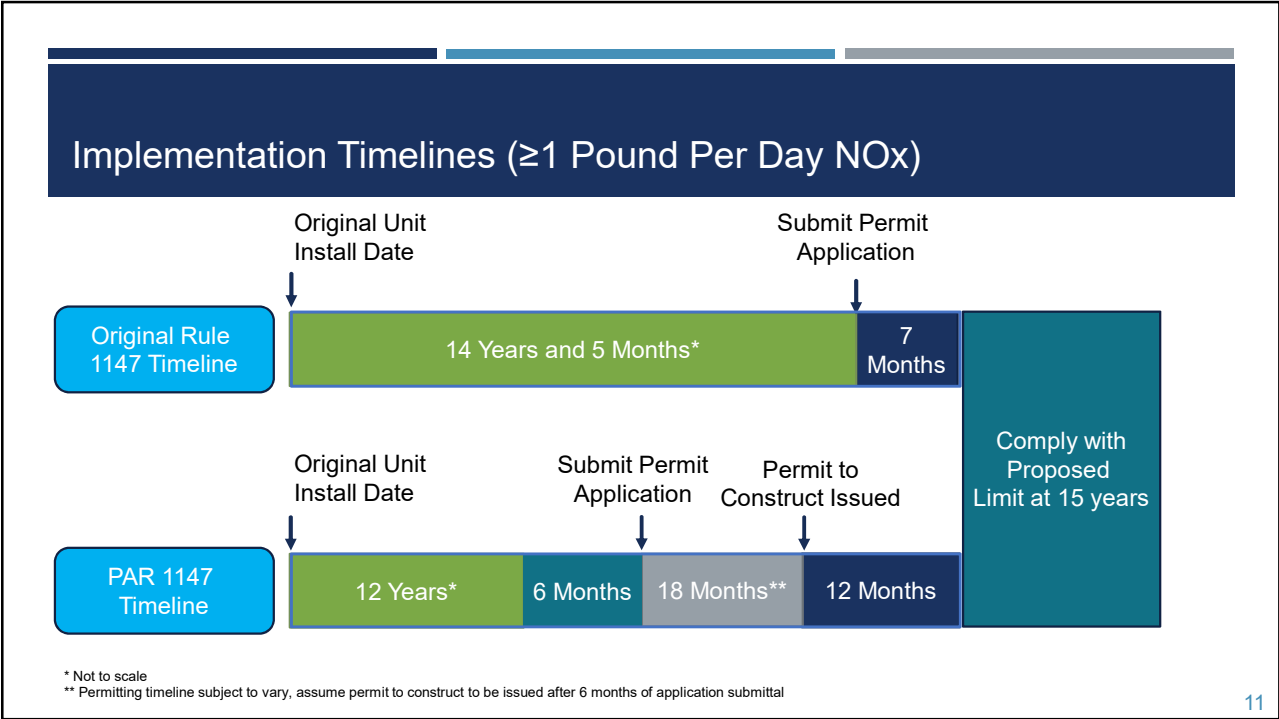 Implementation Timelines (≥1 Pound Per Day NOx)
Original Unit
Install Date
Submit Permit
Application
Original Rule
1147 Timeline
14 Years and 5 Months*
7
Months
Comply with
Proposed
Limit at 15 years
Original Unit
Install Date
Submit Permit
Application
Permit to
Construct Issued
PAR 1147
Timeline
12 Years*
6 Months
18 Months**
12 Months
* Not to scale
** Permitting timeline subject to vary, assume permit to construct to be issued after 6 months of application submittal
11